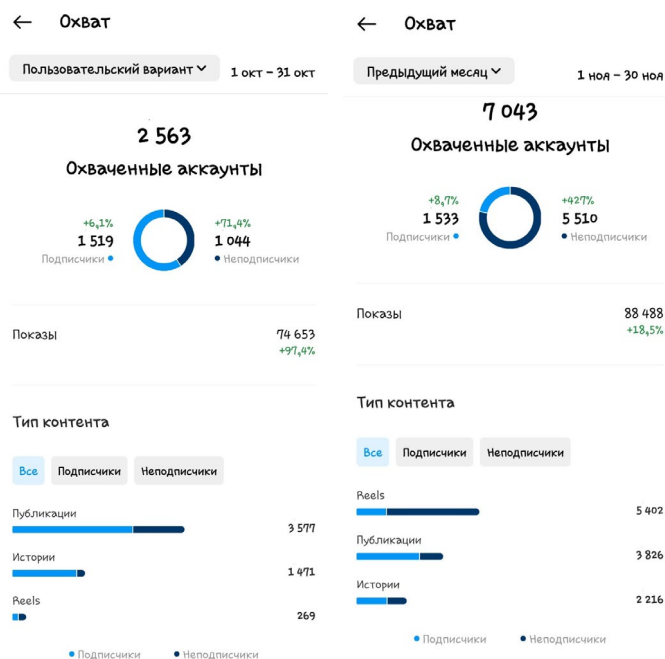 ← Охват
Пользовательский вариант 1 окт – 31 окт
2 563
Охваченные аккаунты
+6,1%
1 519
Подписчики
+71,4%
1 044
Неподписчики
Показы 74 653
+97,4%
Тип контента
Все Подписчики Неподписчики
Публикации
3 577
Истории
1 471
Reels
269
Подписчики Неподписчики
← Охват
Предыдущий месяц 1 ноя – 30 ноя
7 043
Охваченные аккаунты
+8,7%
1 533
Подписчики
+427%
5 510
Неподписчики
Показы 88 488
+18,5%
Тип контента
Все Подписчики Неподписчики
Reels
5 402
Публикации
3 826
Истории
2 216
Подписчики Неподписчики